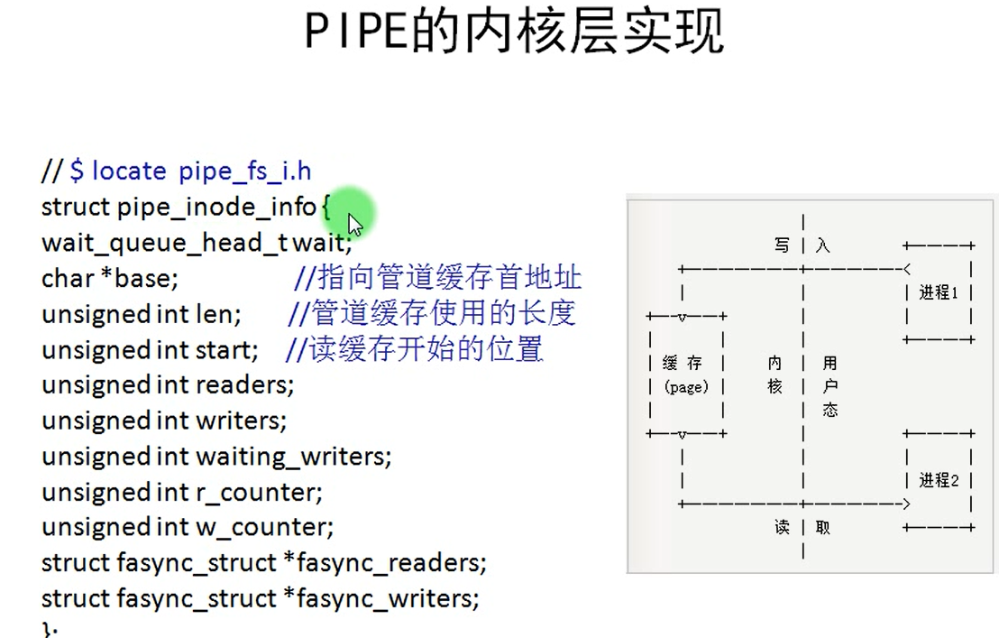 PIPE的内核层实现
// $ locate pipe_fs_i.h
struct pipe_inode_info {
wait_queue_head_t wait;
char *base; //指向管道缓存首地址
unsigned int len; //管道缓存使用的长度
unsigned int start; //读缓存开始的位置
unsigned int readers;
unsigned int writers;
unsigned int waiting_writers;
unsigned int r_counter;
unsigned int w_counter;
struct fasync_struct *fasync_readers;
struct fasync_struct *fasync_writers;
};
写 入
进程1
缓 存
(page)
内核
用户态
进程2
读 取